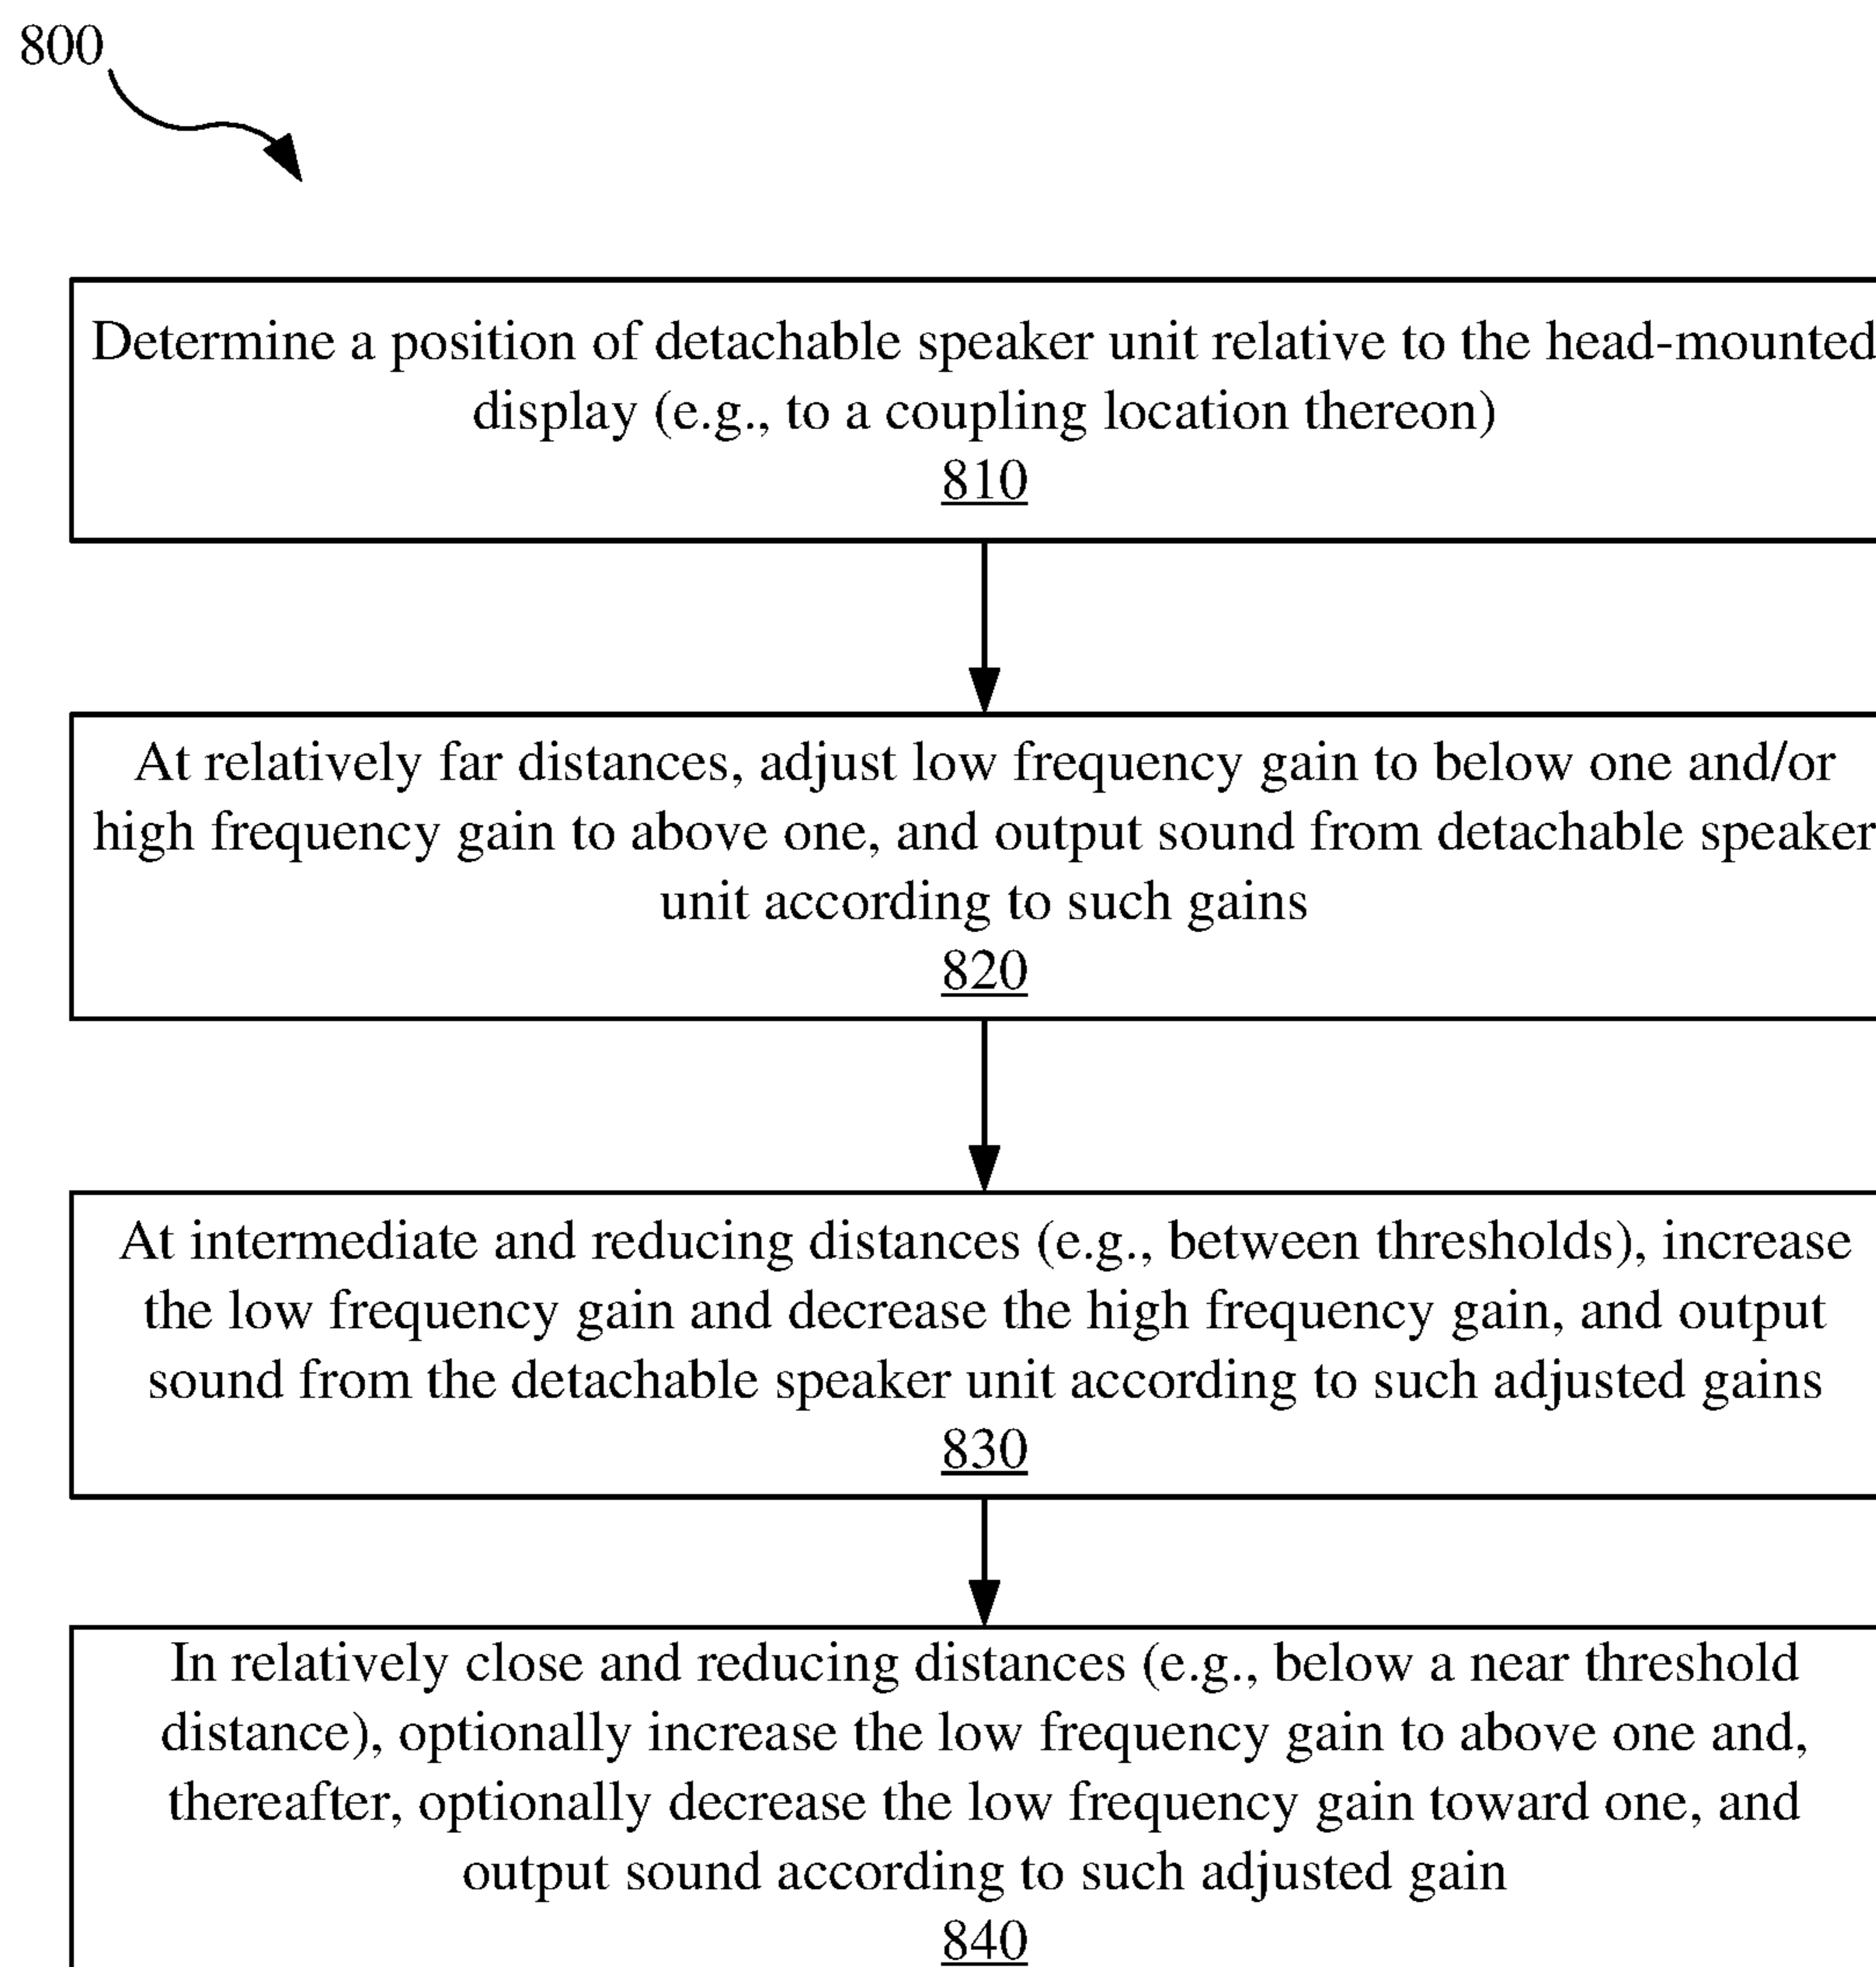 800
Determine a position of detachable speaker unit relative to the head-mounted
display (e.g., to a coupling location thereon)
810
At relatively far distances, adjust low frequency gain to below one and/or
high frequency gain to above one, and output sound from detachable speaker
unit according to such gains
820
At intermediate and reducing distances (e.g., between thresholds), increase
the low frequency gain and decrease the high frequency gain, and output
sound from the detachable speaker unit according to such adjusted gains
830
In relatively close and reducing distances (e.g., below a near threshold
distance), optionally increase the low frequency gain to above one and,
thereafter, optionally decrease the low frequency gain toward one, and
output sound according to such adjusted gain
840